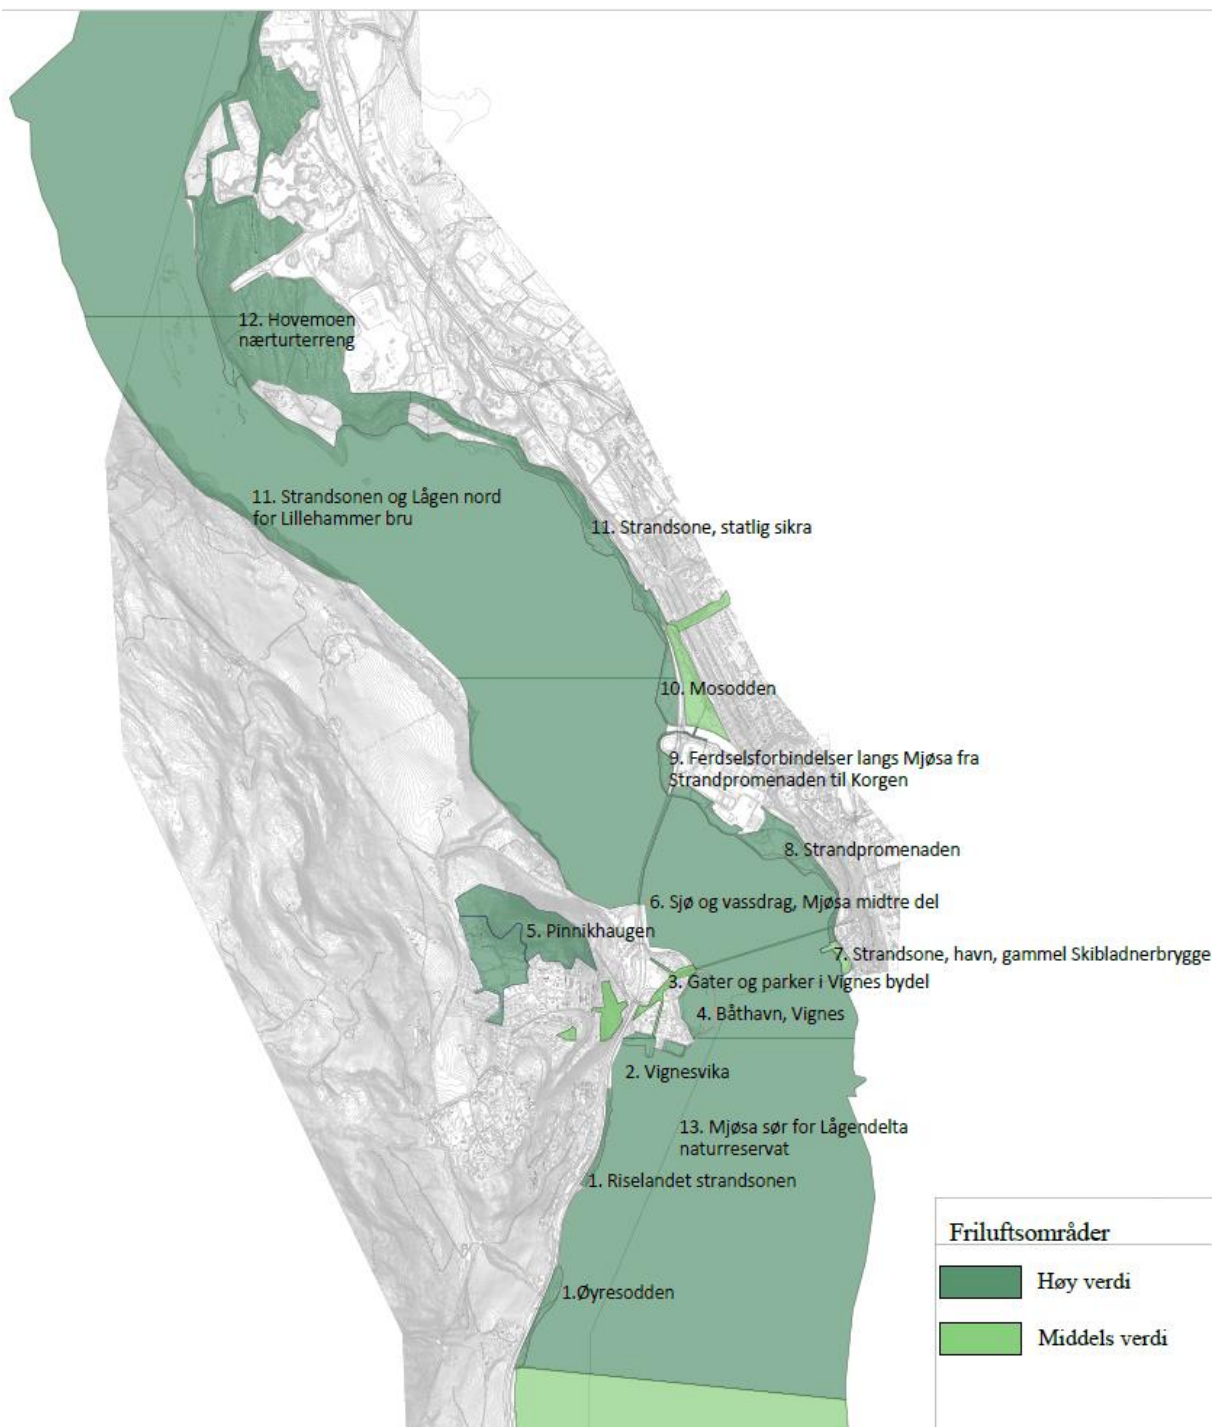 12. Hovemoen
nærturterreng
11. Strandsonen og Lågen nord
for Lillehammer bru
11. Strandsone, statlig sikra
10. Mosodden
9. Ferdselsforbindelser langs Mjøsa fra
Strandpromenaden til Korgen
8. Strandpromenaden
6. Sjø og vassdrag, Mjøsa midtre del
5. Pinnikhaugen
7. Strandsone, havn, gammel Skibladnerbrygge
3. Gater og parker i Vignes bydel
4. Båthavn, Vignes
2. Vignesvika
13. Mjøsa sør for Lågendelta
naturreservat
1. Riselandet strandsonen
1.Øyresodden
Friluftsområder
Høy verdi
Middels verdi